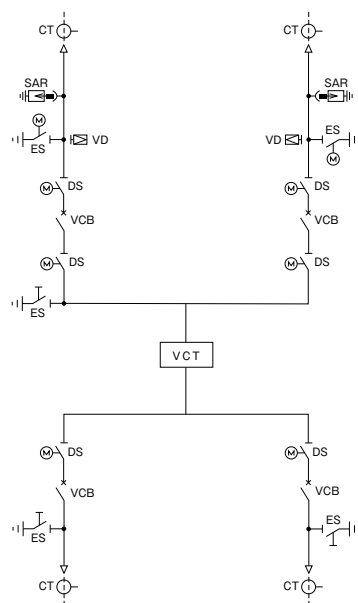 CT CT
SAR SAR
M ES
VD VD
ES M
M DS M DS
VCB VCB
M DS M DS
ES
VCT
M DS M DS
VCB VCB
ES ES
CT CT